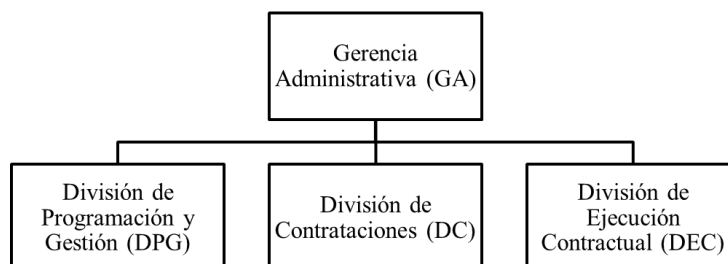 Gerencia
Administrativa (GA)
División de
Programación y
Gestión (DPG)
División de
Contrataciones (DC)
División de
Ejecución
Contractual (DEC)